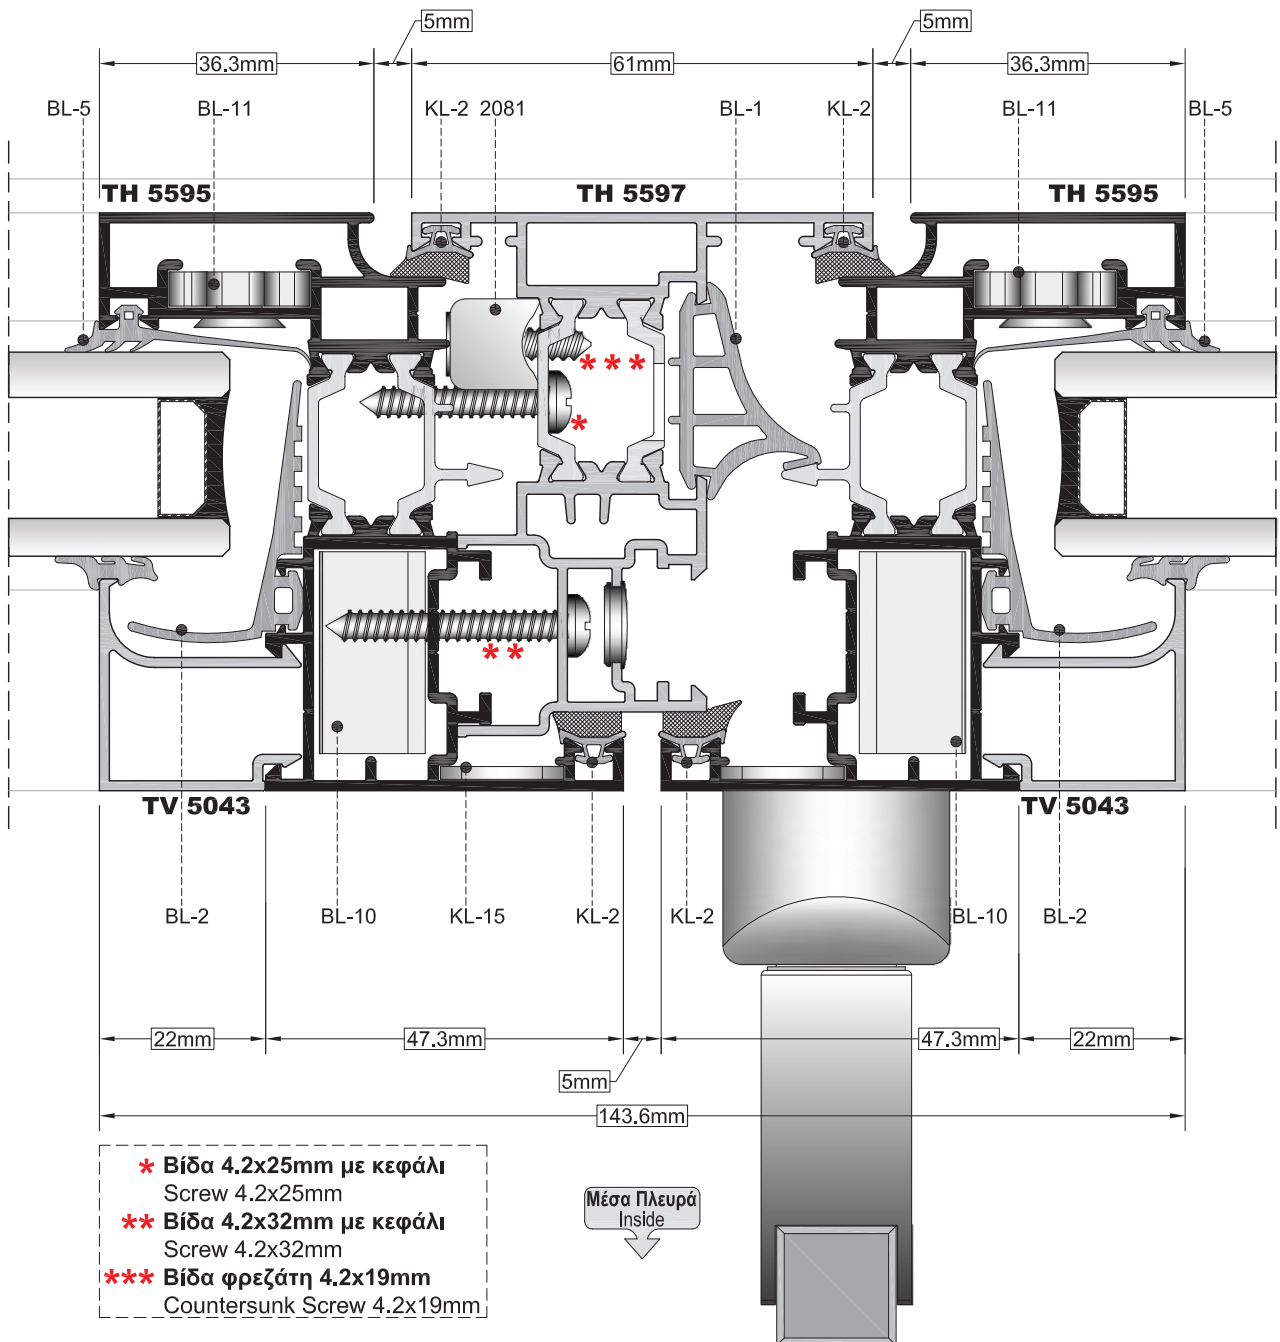 5mm
5mm
36.3mm
61mm
36.3mm
BL-5
BL-11
KL-2
2081
BL-1
KL-2
BL-11
BL-5
TH 5595
TH 5597
TH 5595
***
*
**
TV 5043
TV 5043
BL-2
BL-10
KL-15
KL-2
KL-2
BL-10
BL-2
22mm
47.3mm
47.3mm
22mm
5mm
143.6mm
* Βίδα 4.2x25mm με κεφάλι
Screw 4.2x25mm
** Βίδα 4.2x32mm με κεφάλι
Screw 4.2x32mm
*** Βίδα φρεζάτη 4.2x19mm
Countersunk Screw 4.2x19mm
Μέσα Πλευρά
Inside